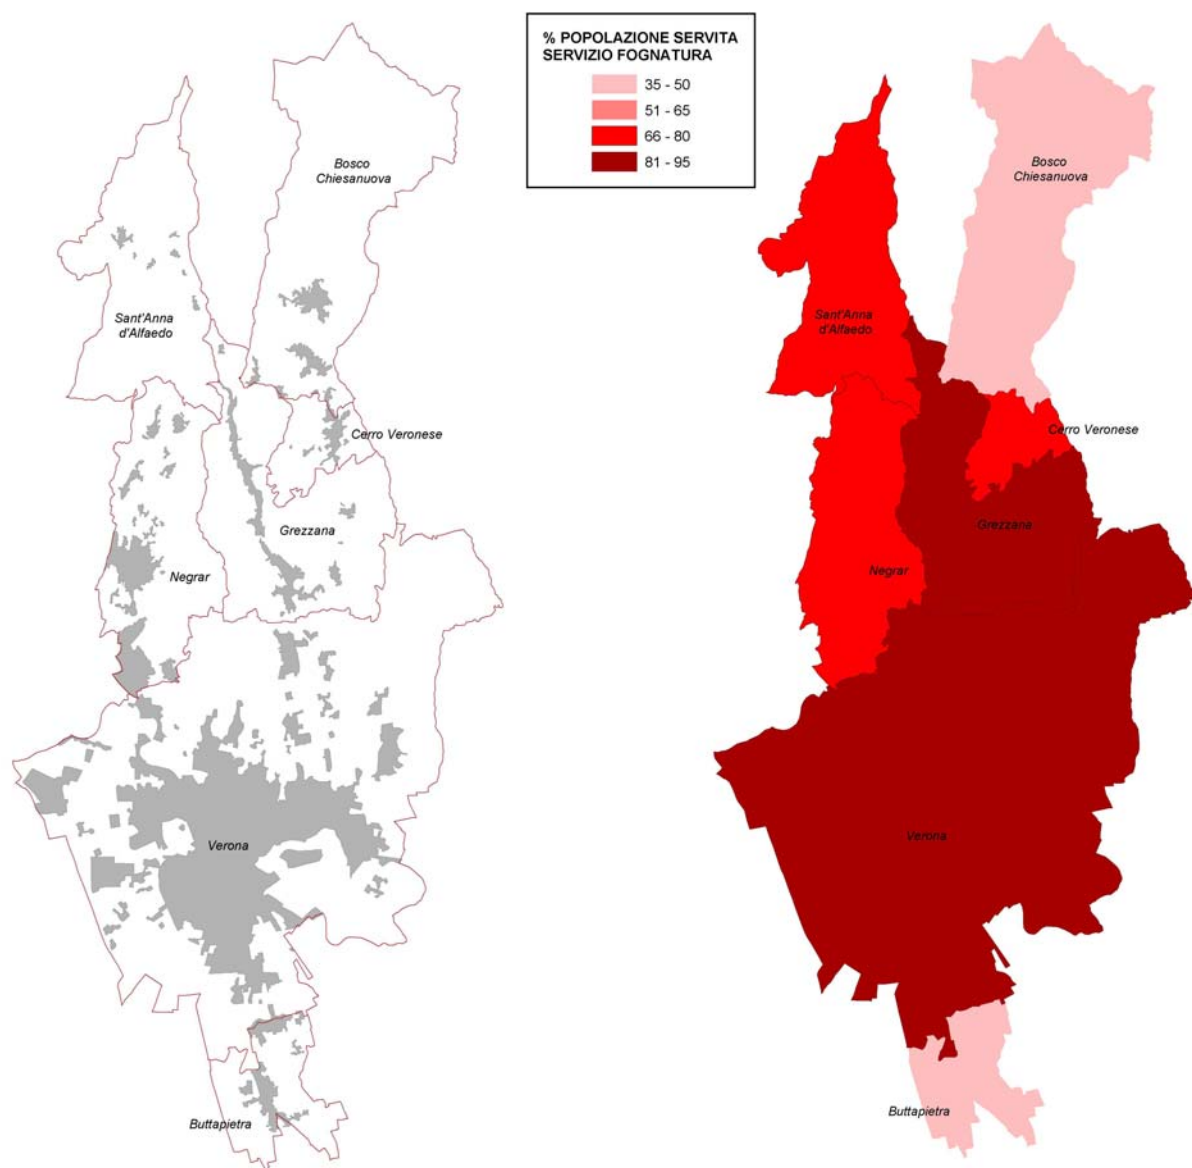 % POPOLAZIONE SERVITA
SERVIZIO FOGNATURA
35 - 50
51 - 65
66 - 80
81 - 95
Bosco
Chiesanuova
Sant'Anna
d'Alfaedo
Cerro Veronese
Grezzana
Negrar
Verona
Buttapietra
Bosco
Chiesanuova
Sant'Anna
d'Alfaedo
Cerro Veronese
Grezzana
Negrar
Verona
Buttapietra